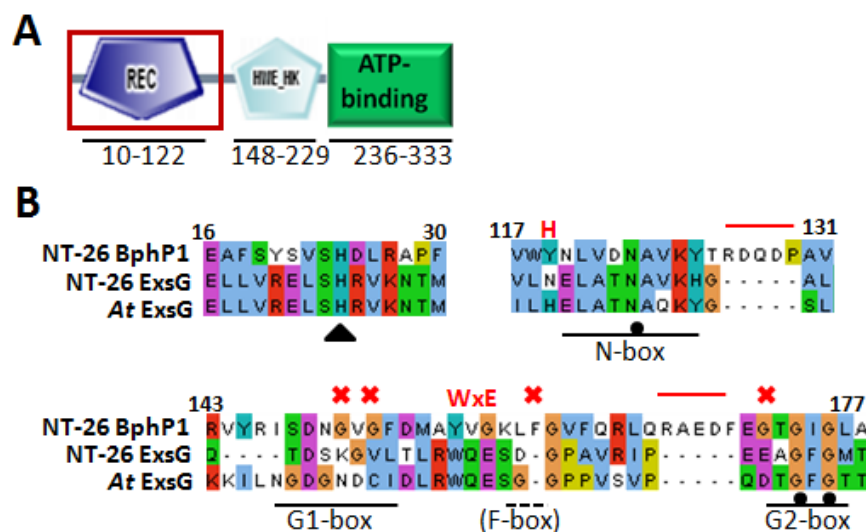 A
REC HWE_HK ATP-
binding
10-122 148-229 236-333
B
16 30 117 H 131
NT-26 BphP1 EAFSYSVSHDLRAPF VWYNLVDNAVKYTRDQDPAV
NT-26 ExsG ELLVRELSHRVKNTM VLNELATNAVKHG-----AL
At ExsG ELLVRELSHRVKNTM ILHELATNAQKYG-----SL
N-box
143 WxE 177
NT-26 BphP1 RVYRISDNGVGFDMAYVGKLFGVFQRLQRAEDFEGTGIGLA
NT-26 ExsG Q----TDSKGVLTLRWQESD-GPAVRIP-----EEAGFGMT
At ExsG KKILNGDGNDCIDLRWQESG-GPPVSVP-----QDTGFGTT
G1-box (F-box) G2-box